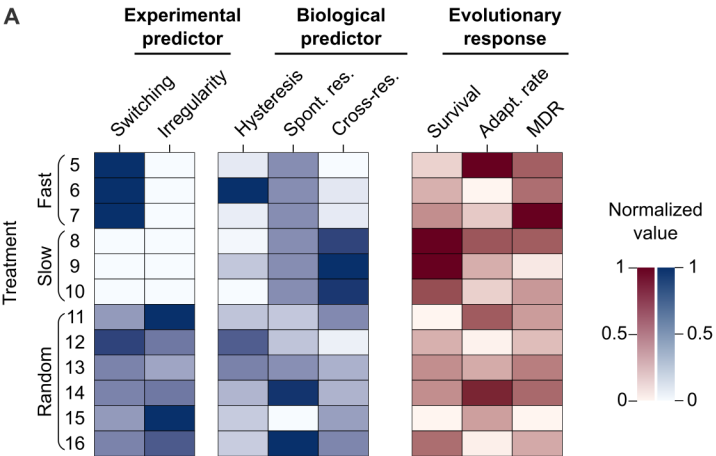 A
Experimental predictor
Biological predictor
Evolutionary response
Switching
Irregularity
Hysteresis
Spont. res.
Cross-res.
Survival
Adapt. rate
MDR
Treatment
Fast
5
6
7
Slow
8
9
10
Random
11
12
13
14
15
16
Normalized
value
1 1
0.5 0.5
0 0